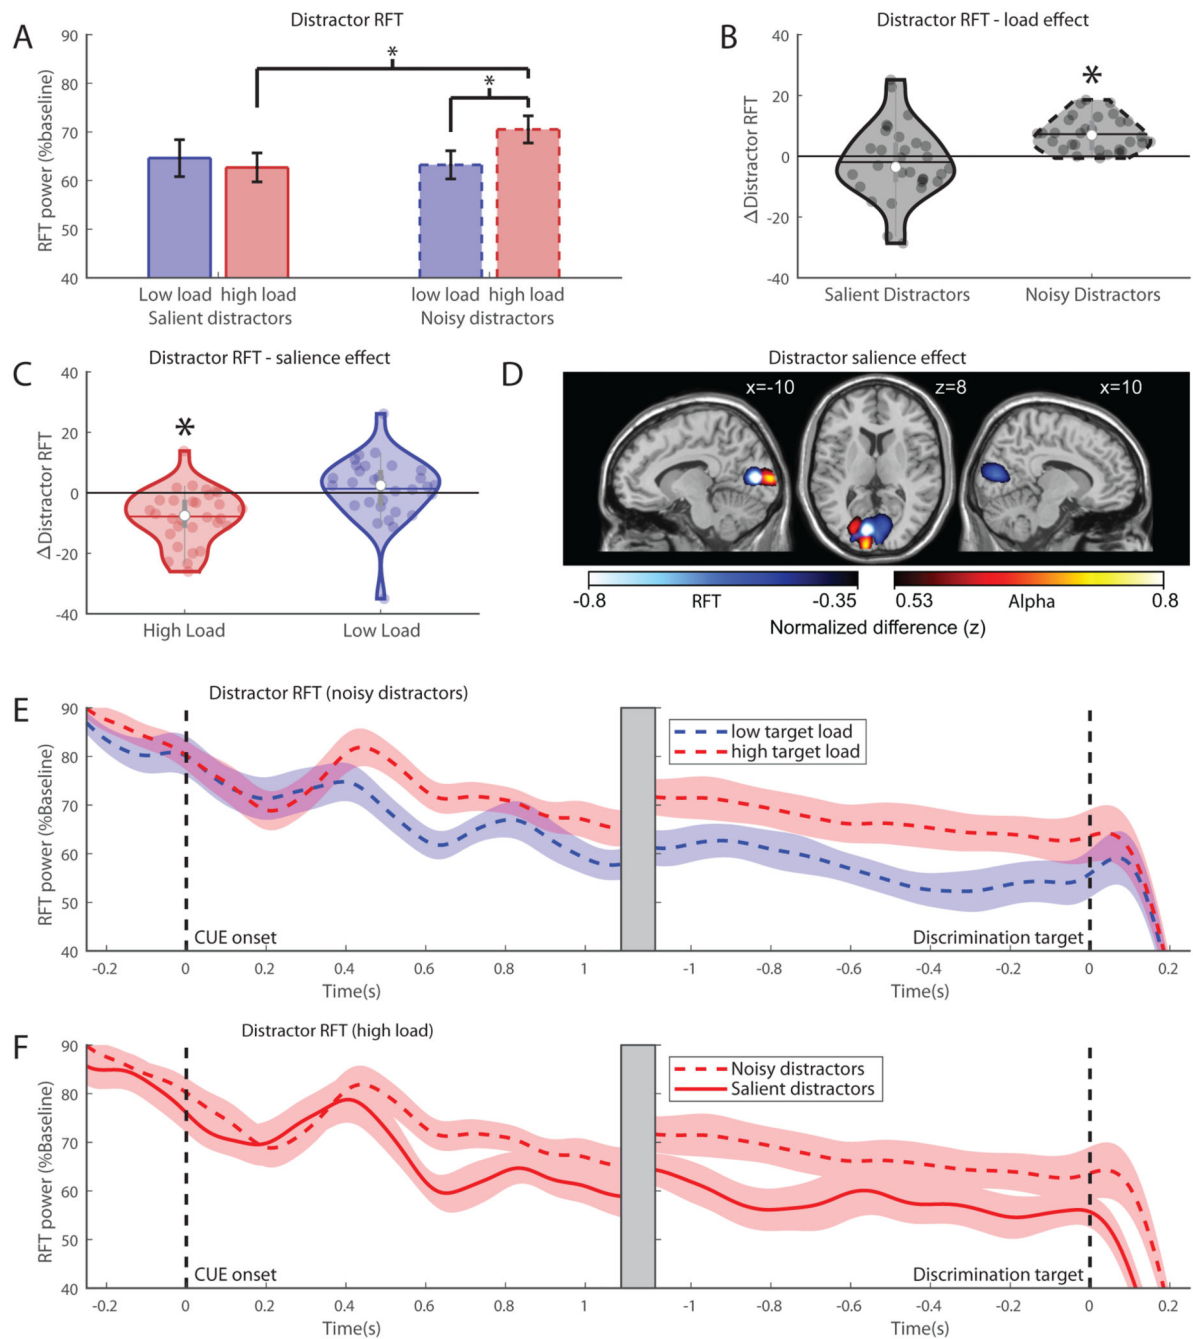 A
Distractor RFT
RFT power (%baseline)
90
80
70
60
50
40
*
*
Low load high load
Salient distractors
low load high load
Noisy distractors
B
Distractor RFT - load effect
ΔDistractor RFT
40
20
0
-20
-40
*
Salient Distractors
Noisy Distractors
C
Distractor RFT - salience effect
ΔDistractor RFT
40
20
0
-20
-40
*
High Load
Low Load
D
Distractor salience effect
x=-10
z=8
x=10
-0.8
RFT
-0.35
0.53
Alpha
0.8
Normalized difference (z)
E
Distractor RFT (noisy distractors)
RFT power (%Baseline)
90
80
70
60
50
40
low target load
high target load
CUE onset
Discrimination target
-0.2 0 0.2 0.4 0.6 0.8 1
-1 -0.8 -0.6 -0.4 -0.2 0 0.2
Time(s)
Time(s)
F
Distractor RFT (high load)
RFT power (%Baseline)
90
80
70
60
50
40
Noisy distractors
Salient distractors
CUE onset
Discrimination target
-0.2 0 0.2 0.4 0.6 0.8 1
-1 -0.8 -0.6 -0.4 -0.2 0 0.2
Time(s)
Time(s)